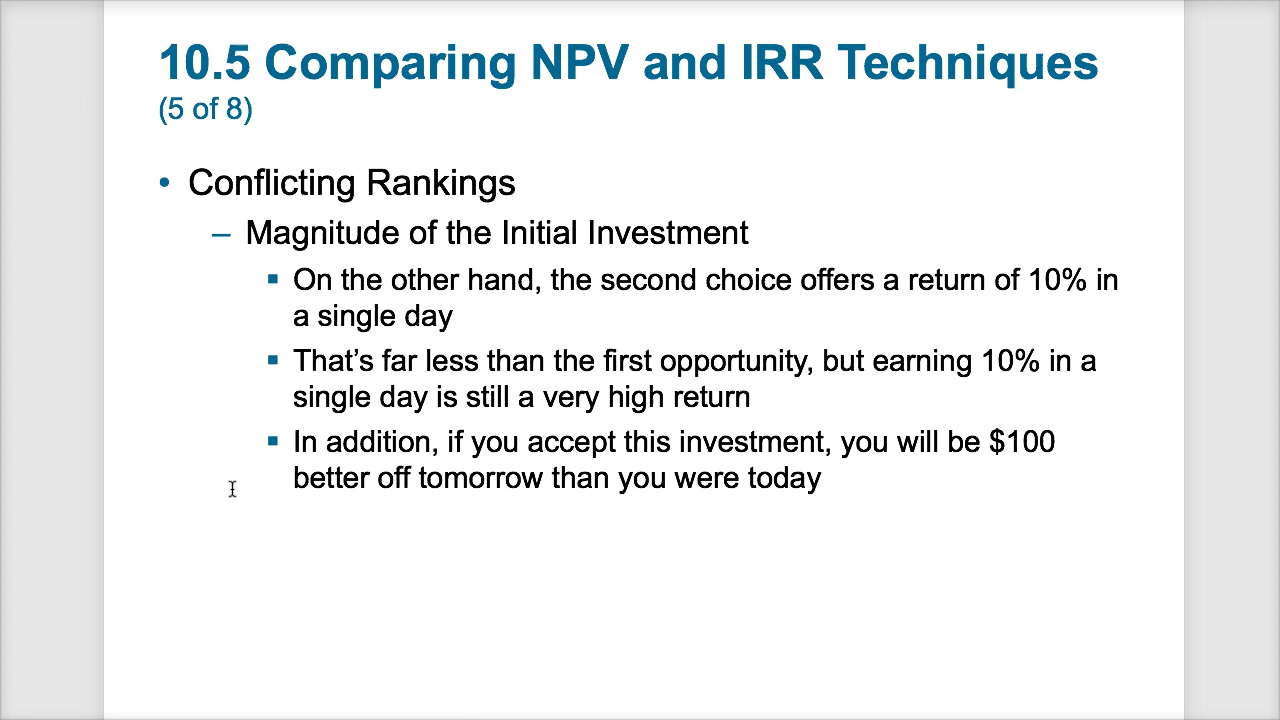 10.5 Comparing NPV and IRR Techniques
(5 of 8)
• Conflicting Rankings
– Magnitude of the Initial Investment
▪ On the other hand, the second choice offers a return of 10% in
a single day
▪ That’s far less than the first opportunity, but earning 10% in a
single day is still a very high return
▪ In addition, if you accept this investment, you will be $100
better off tomorrow than you were today